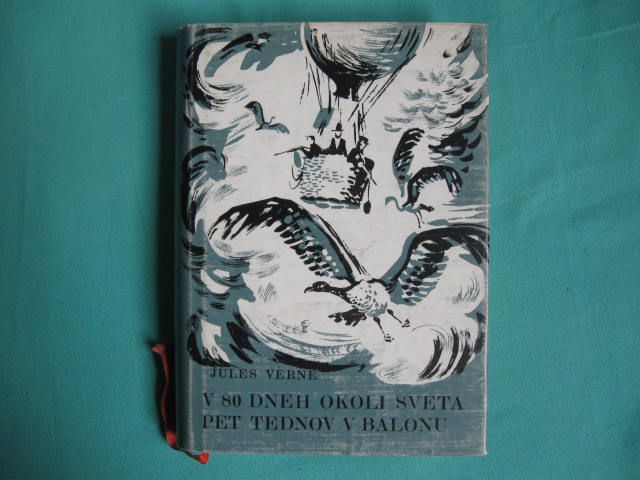 JULES VERNE
V 80 DNEH OKOLI SVETA
PET TEDNOV V BALONU